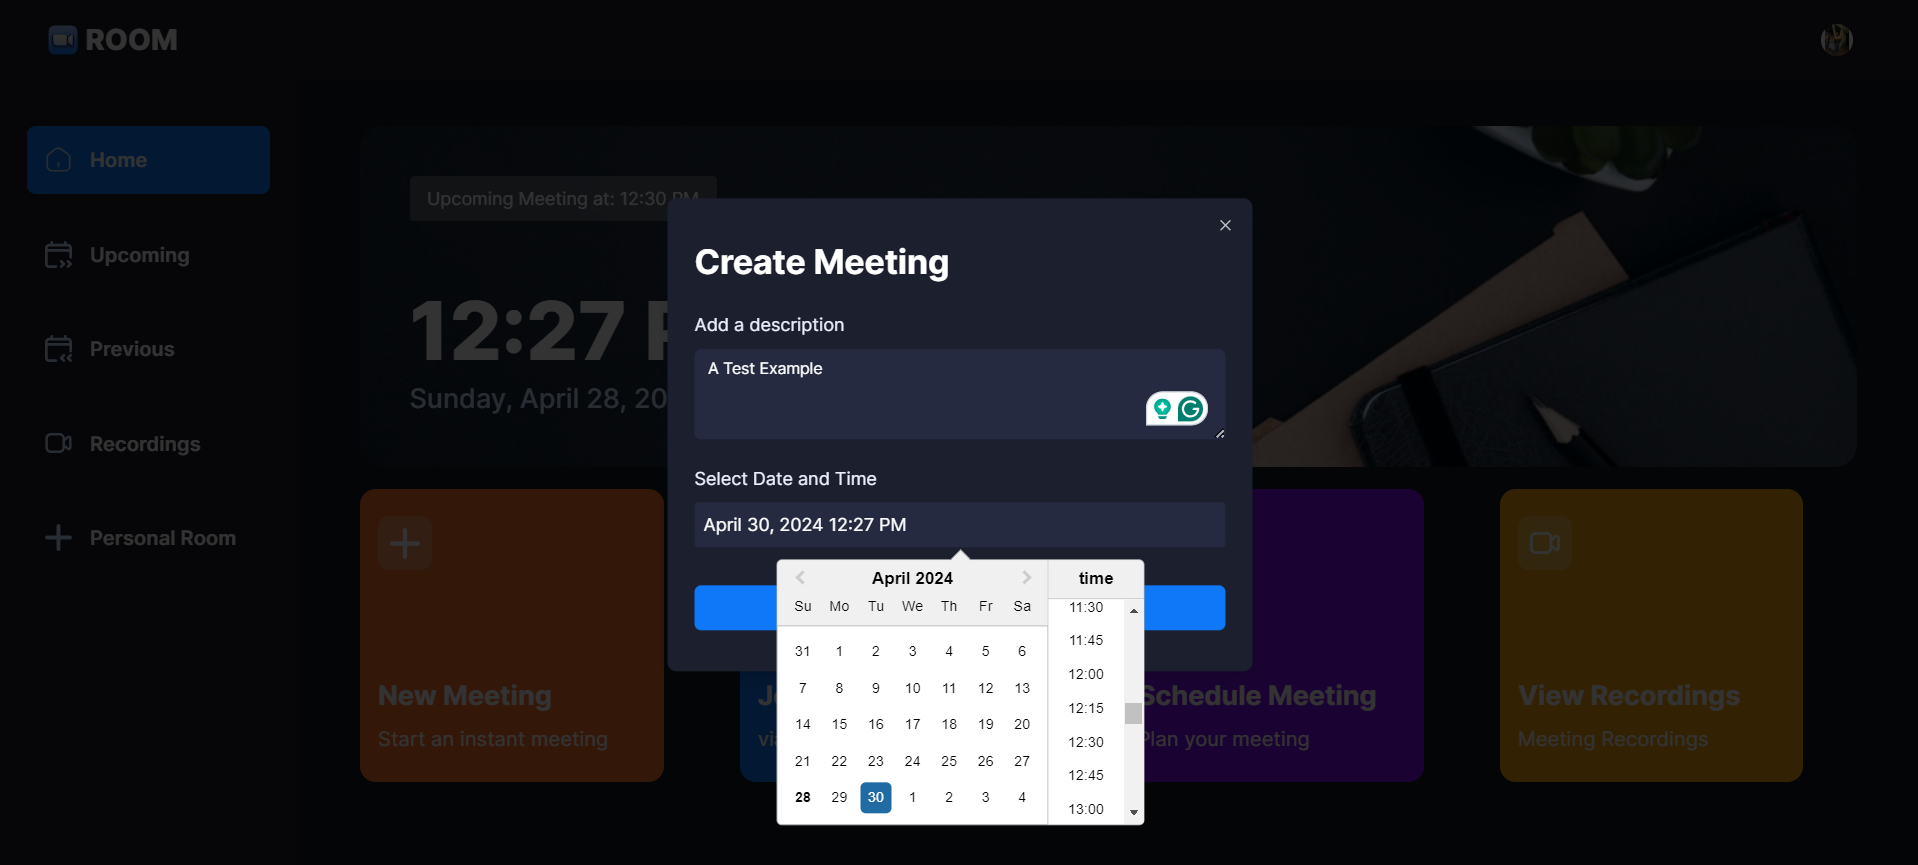 ROOM
Home
Upcoming
Previous
Recordings
Personal Room
Upcoming Meeting at: 12:30 PM
12:27
Sunday, April 28, 20
Create Meeting
Add a description
A Test Example
Select Date and Time
April 30, 2024 12:27 PM
April 2024
Su Mo Tu We Th Fr Sa
31 1 2 3 4 5 6
7 8 9 10 11 12 13
14 15 16 17 18 19 20
21 22 23 24 25 26 27
28 29 30 1 2 3 4
time
11:30
11:45
12:00
12:15
12:30
12:45
13:00
New Meeting
Start an instant meeting
Schedule Meeting
Plan your meeting
View Recordings
Meeting Recordings